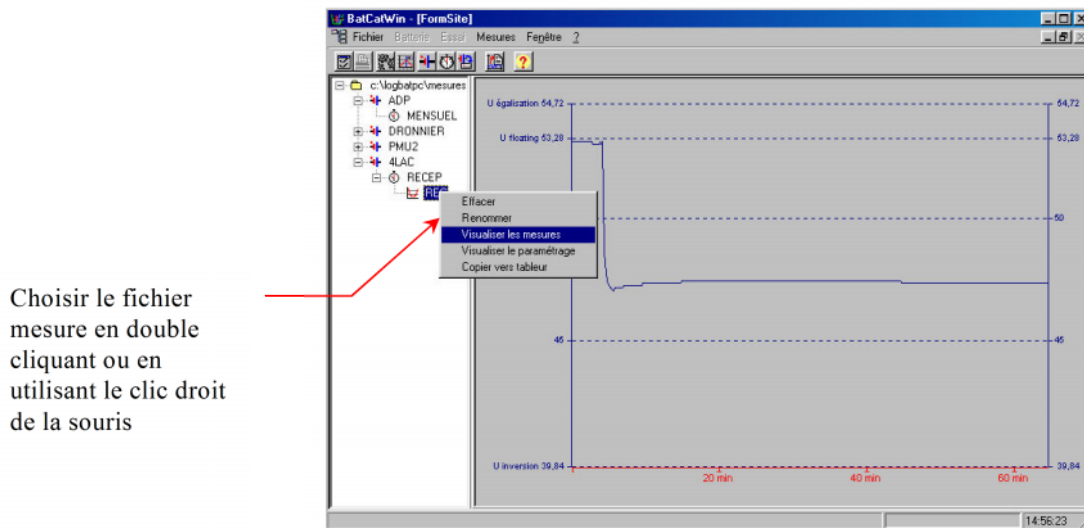 BatCatWin - [FormSite]
Fichier Batterie Essai Mesures Fenêtre ?
c:\logbatpc\mesures
ADP
MENSUEL
DRONNIER
PMU2
4LAC
RECEP
Effacer
Renommer
Visualiser les mesures
Visualiser le paramétrage
Copier vers tableur
U égalisation 54,72
54,72
U floating 53,28
53,28
50
45
45
U inversion 39,84
39,84
20 min
40 min
60 min
14:56:23
Choisir le fichier
mesure en double
cliquant ou en
utilisant le clic droit
de la souris